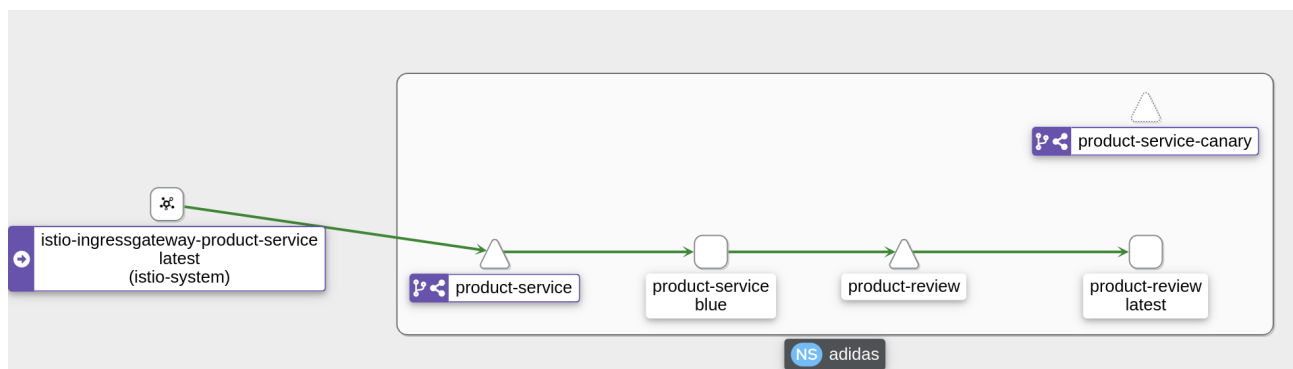 product-service-canary
istio-ingressgateway-product-service
latest
(istio-system)
product-service
product-service
blue
product-review
product-review
latest
NS adidas